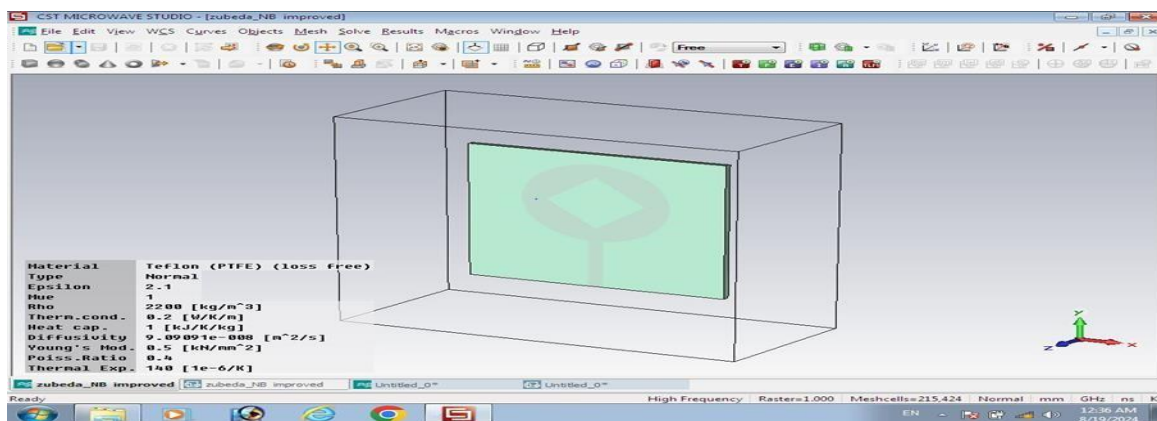 CST MICROWAVE STUDIO - [zubeda_NB improved]
File Edit View WCS Curves Objects Mesh Solve Results Macros Window Help
Free
Material Teflon (PTFE) (loss free)
Type Normal
Epsilon 2.1
Mue 1
Rho 2200 [kg/m^3]
Therm.cond. 0.2 [W/K/m]
Heat cap. 1 [kJ/K/kg]
Diffusivity 9.09091e-008 [m^2/s]
Young's Mod. 0.5 [kN/mm^2]
Poiss.Ratio 0.4
Thermal Exp. 140 [1e-6/K]
y
z x
zubeda_NB improved zubeda_NB improved Untitled_0* Untitled_0*
Ready High Frequency Raster=1.000 Meshcells=215,424 Normal mm GHz ns K
EN 12:36 AM
8/19/2024